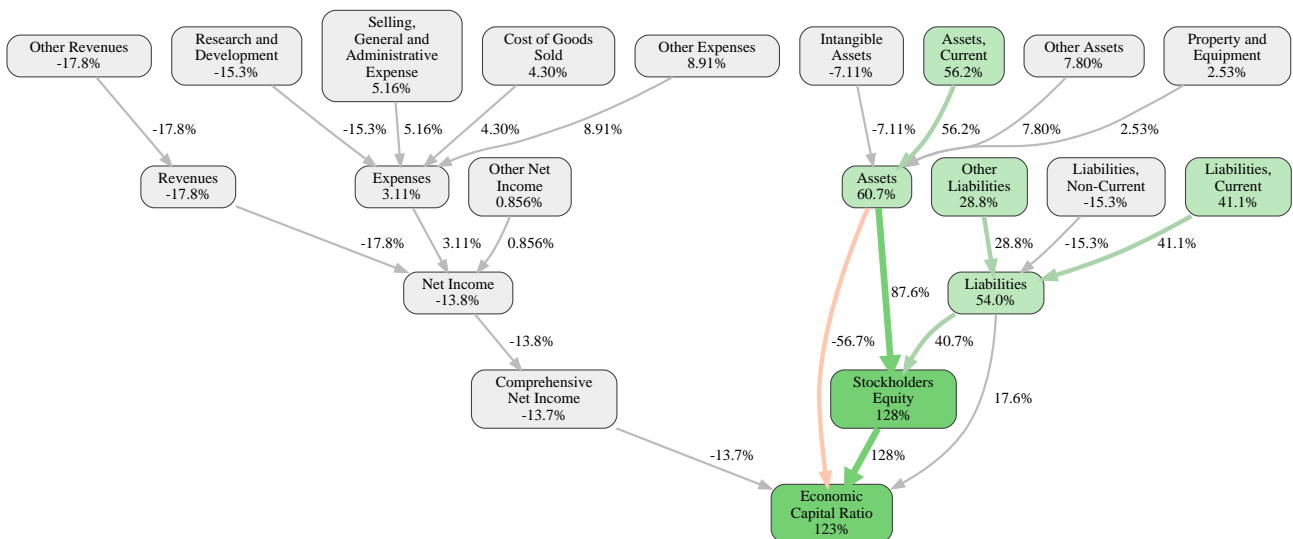 Other Revenues
-17.8%
Research and
Development
-15.3%
Selling,
General and
Administrative
Expense
5.16%
Cost of Goods
Sold
4.30%
Other Expenses
8.91%
Intangible
Assets
-7.11%
Assets,
Current
56.2%
Other Assets
7.80%
Property and
Equipment
2.53%
-17.8%
-15.3%
5.16%
4.30%
8.91%
-7.11%
56.2%
7.80%
2.53%
Revenues
-17.8%
Expenses
3.11%
Other Net
Income
0.856%
Assets
60.7%
Other
Liabilities
28.8%
Liabilities,
Non-Current
-15.3%
Liabilities,
Current
41.1%
-17.8%
3.11%
0.856%
28.8%
-15.3%
41.1%
Net Income
-13.8%
87.6%
Liabilities
54.0%
-13.8%
-56.7%
40.7%
Comprehensive
Net Income
-13.7%
Stockholders
Equity
128%
17.6%
-13.7%
128%
Economic
Capital Ratio
123%